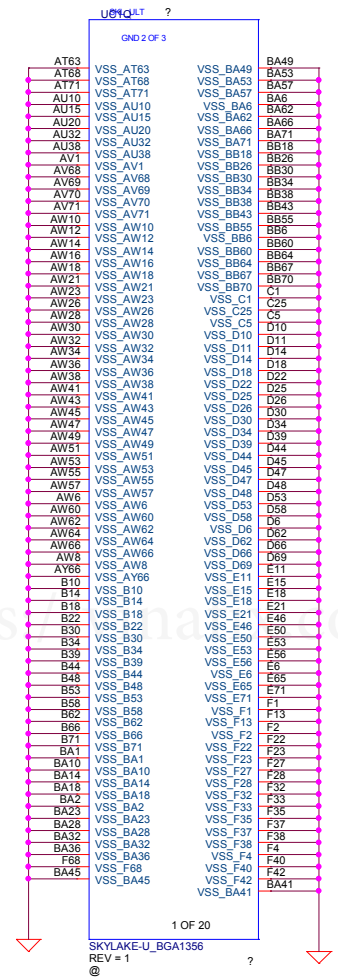 UC1Q SKL_ULT ?
GND 2 OF 3
AT63 VSS_AT63 VSS_BA49 BA49
AT68 VSS_AT68 VSS_BA53 BA53
AT71 VSS_AT71 VSS_BA57 BA57
AU10 VSS_AU10 VSS_BA6 BA6
AU15 VSS_AU15 VSS_BA62 BA62
AU20 VSS_AU20 VSS_BA66 BA66
AU32 VSS_AU32 VSS_BA71 BA71
AU38 VSS_AU38 VSS_BB18 BB18
AV1 VSS_AV1 VSS_BB26 BB26
AV68 VSS_AV68 VSS_BB30 BB30
AV69 VSS_AV69 VSS_BB34 BB34
AV70 VSS_AV70 VSS_BB38 BB38
AV71 VSS_AV71 VSS_BB43 BB43
AW10 VSS_AW10 VSS_BB55 BB55
AW12 VSS_AW12 VSS_BB6 BB6
AW14 VSS_AW14 VSS_BB60 BB60
AW16 VSS_AW16 VSS_BB64 BB64
AW18 VSS_AW18 VSS_BB67 BB67
AW21 VSS_AW21 VSS_BB70 BB70
AW23 VSS_AW23 VSS_C1 C1
AW26 VSS_AW26 VSS_C25 C25
AW28 VSS_AW28 VSS_C5 C5
AW30 VSS_AW30 VSS_D10 D10
AW32 VSS_AW32 VSS_D11 D11
AW34 VSS_AW34 VSS_D14 D14
AW36 VSS_AW36 VSS_D18 D18
AW38 VSS_AW38 VSS_D22 D22
AW41 VSS_AW41 VSS_D25 D25
AW43 VSS_AW43 VSS_D26 D26
AW45 VSS_AW45 VSS_D30 D30
AW47 VSS_AW47 VSS_D34 D34
AW49 VSS_AW49 VSS_D39 D39
AW51 VSS_AW51 VSS_D44 D44
AW53 VSS_AW53 VSS_D45 D45
AW55 VSS_AW55 VSS_D47 D47
AW57 VSS_AW57 VSS_D48 D48
AW6 VSS_AW6 VSS_D53 D53
AW60 VSS_AW60 VSS_D58 D58
AW62 VSS_AW62 VSS_D6 D6
AW64 VSS_AW64 VSS_D62 D62
AW66 VSS_AW66 VSS_D66 D66
AW8 VSS_AW8 VSS_D69 D69
AY66 VSS_AY66 VSS_E11 E11
B10 VSS_B10 VSS_E15 E15
B14 VSS_B14 VSS_E18 E18
B18 VSS_B18 VSS_E21 E21
B22 VSS_B22 VSS_E46 E46
B30 VSS_B30 VSS_E50 E50
B34 VSS_B34 VSS_E53 E53
B39 VSS_B39 VSS_E56 E56
B44 VSS_B44 VSS_E6 E6
B48 VSS_B48 VSS_E65 E65
B53 VSS_B53 VSS_E71 E71
B58 VSS_B58 VSS_F1 F1
B62 VSS_B62 VSS_F13 F13
B66 VSS_B66 VSS_F2 F2
B71 VSS_B71 VSS_F22 F22
BA1 VSS_BA1 VSS_F23 F23
BA10 VSS_BA10 VSS_F27 F27
BA14 VSS_BA14 VSS_F28 F28
BA18 VSS_BA18 VSS_F32 F32
BA2 VSS_BA2 VSS_F33 F33
BA23 VSS_BA23 VSS_F35 F35
BA28 VSS_BA28 VSS_F37 F37
BA32 VSS_BA32 VSS_F38 F38
BA36 VSS_BA36 VSS_F4 F4
F68 VSS_F68 VSS_F40 F40
BA45 VSS_BA45 VSS_F42 F42
VSS_BA41 BA41
1 OF 20
SKYLAKE-U_BGA1356
REV = 1 ?
@